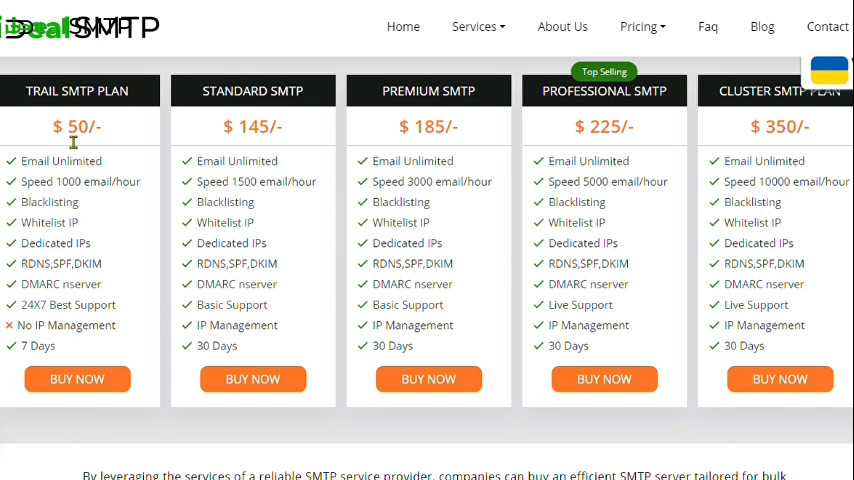 iDealSMTP
Home
Services
About Us
Pricing
Faq
Blog
Contact
Top Selling
TRAIL SMTP PLAN
$ 50/-
Email Unlimited
Speed 1000 email/hour
Blacklisting
Whitelist IP
Dedicated IPs
RDNS,SPF,DKIM
DMARC nserver
24X7 Best Support
No IP Management
7 Days
BUY NOW
STANDARD SMTP
$ 145/-
Email Unlimited
Speed 1500 email/hour
Blacklisting
Whitelist IP
Dedicated IPs
RDNS,SPF,DKIM
DMARC nserver
Basic Support
IP Management
30 Days
BUY NOW
PREMIUM SMTP
$ 185/-
Email Unlimited
Speed 3000 email/hour
Blacklisting
Whitelist IP
Dedicated IPs
RDNS,SPF,DKIM
DMARC nserver
Basic Support
IP Management
30 Days
BUY NOW
PROFESSIONAL SMTP
$ 225/-
Email Unlimited
Speed 5000 email/hour
Blacklisting
Whitelist IP
Dedicated IPs
RDNS,SPF,DKIM
DMARC nserver
Live Support
IP Management
30 Days
BUY NOW
CLUSTER SMTP PLAN
$ 350/-
Email Unlimited
Speed 10000 email/hour
Blacklisting
Whitelist IP
Dedicated IPs
RDNS,SPF,DKIM
DMARC nserver
Live Support
IP Management
30 Days
BUY NOW
By leveraging the services of a reliable SMTP service provider, companies can buy an efficient SMTP server tailored for bulk